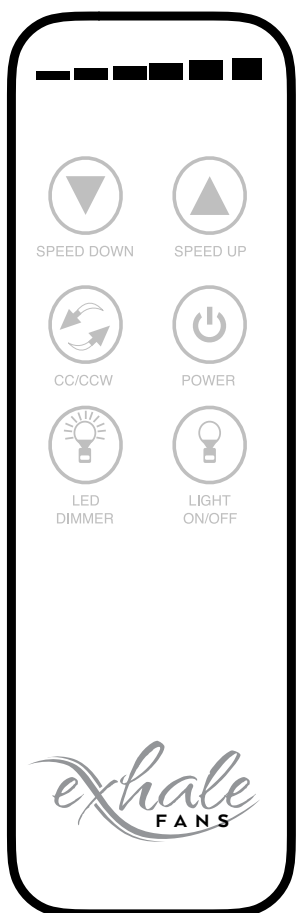 SPEED DOWN
SPEED UP
CC/CCW
POWER
LED
DIMMER
LIGHT
ON/OFF
exhale
FANS